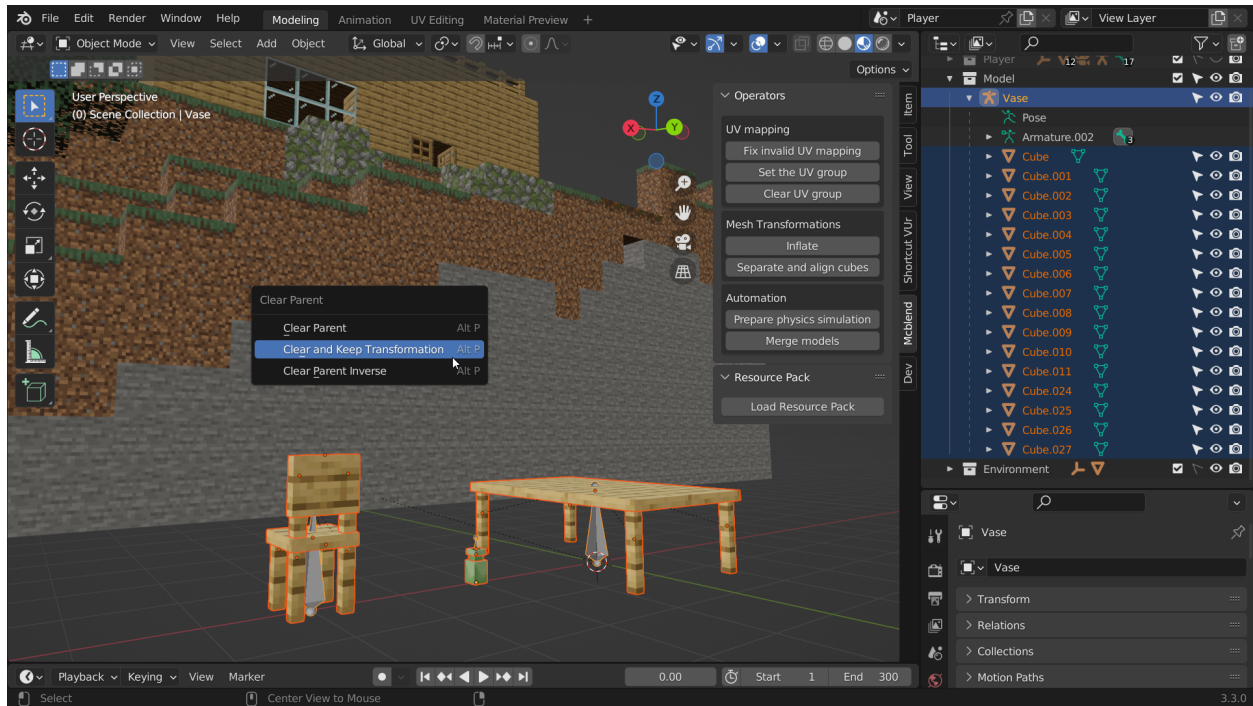 File Edit Render Window Help Modeling Animation UV Editing Material Preview + Player View Layer
Object Mode View Select Add Object Global
Options
User Perspective
(0) Scene Collection | Vase
Z
X
Y
Operators
UV mapping
Fix invalid UV mapping
Set the UV group
Clear UV group
Mesh Transformations
Inflate
Separate and align cubes
Automation
Prepare physics simulation
Merge models
Resource Pack
Load Resource Pack
Item
Tool
View
Shortcut VUr
Mcblend
Dev
Clear Parent
Clear Parent Alt P
Clear and Keep Transformation Alt P
Clear Parent Inverse Alt P
Player 12 17
Model
Vase
Pose
Armature.002 3
Cube
Cube.001
Cube.002
Cube.003
Cube.004
Cube.005
Cube.006
Cube.007
Cube.008
Cube.009
Cube.010
Cube.011
Cube.024
Cube.025
Cube.026
Cube.027
Environment
Vase
Vase
Transform
Relations
Collections
Motion Paths
Playback Keying View Marker 0.00 Start 1 End 300
Select Center View to Mouse 3.3.0